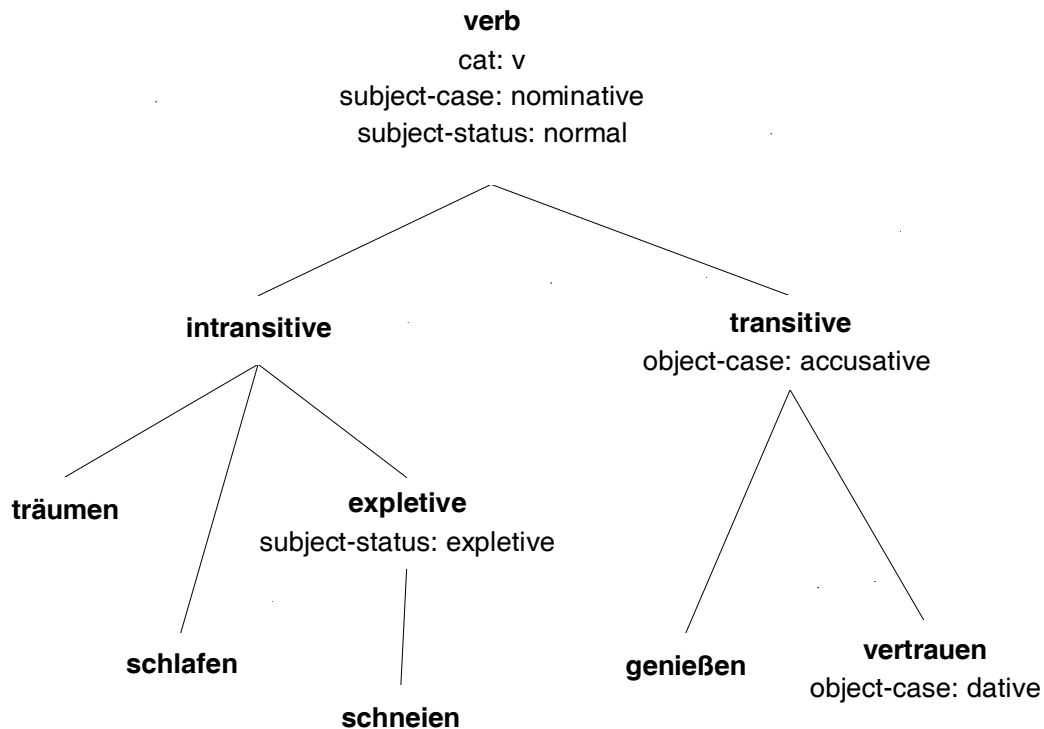 verb
cat: v
subject-case: nominative
subject-status: normal
intransitive
transitive
object-case: accusative
träumen
expletive
subject-status: expletive
schlafen
schneien
genießen
vertrauen
object-case: dative